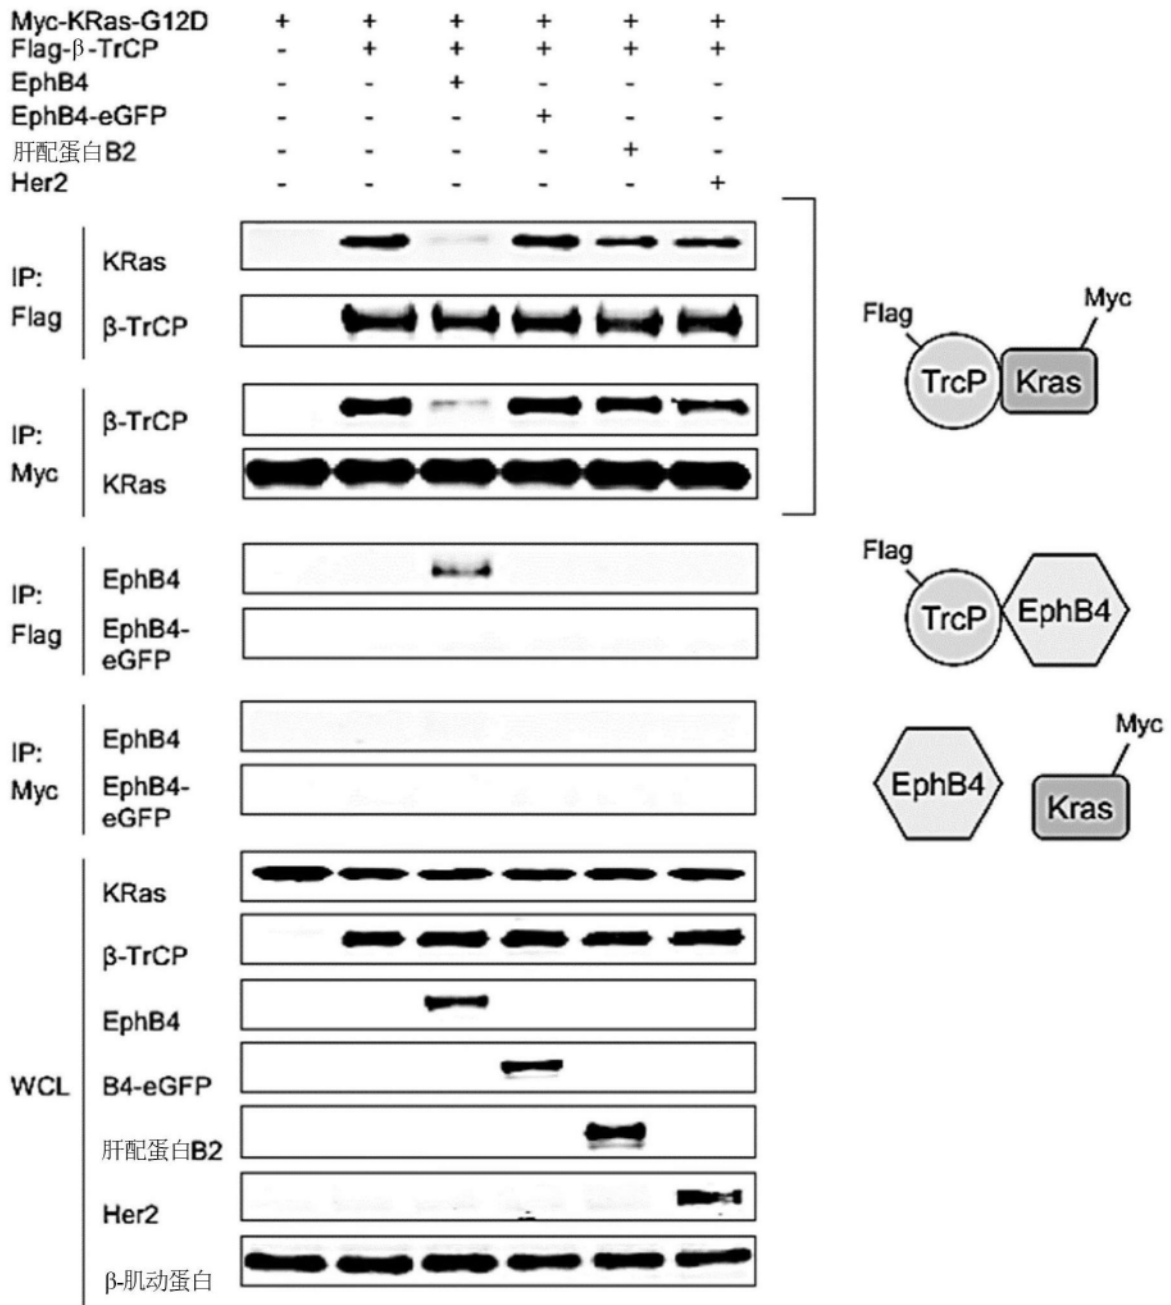 Myc-KRas-G12D + + + + + +
Flag-β-TrCP - + + + + +
EphB4 - - + - - -
EphB4-eGFP - - - + - -
肝配蛋白B2 - - - - + -
Her2 - - - - - +
IP:
Flag
KRas
β-TrCP
IP:
Myc
β-TrCP
KRas
Flag
Myc
TrcP
Kras
IP:
Flag
EphB4
EphB4-
eGFP
Flag
TrcP
EphB4
IP:
Myc
EphB4
EphB4-
eGFP
EphB4
Myc
Kras
WCL
KRas
β-TrCP
EphB4
B4-eGFP
肝配蛋白B2
Her2
β-肌动蛋白